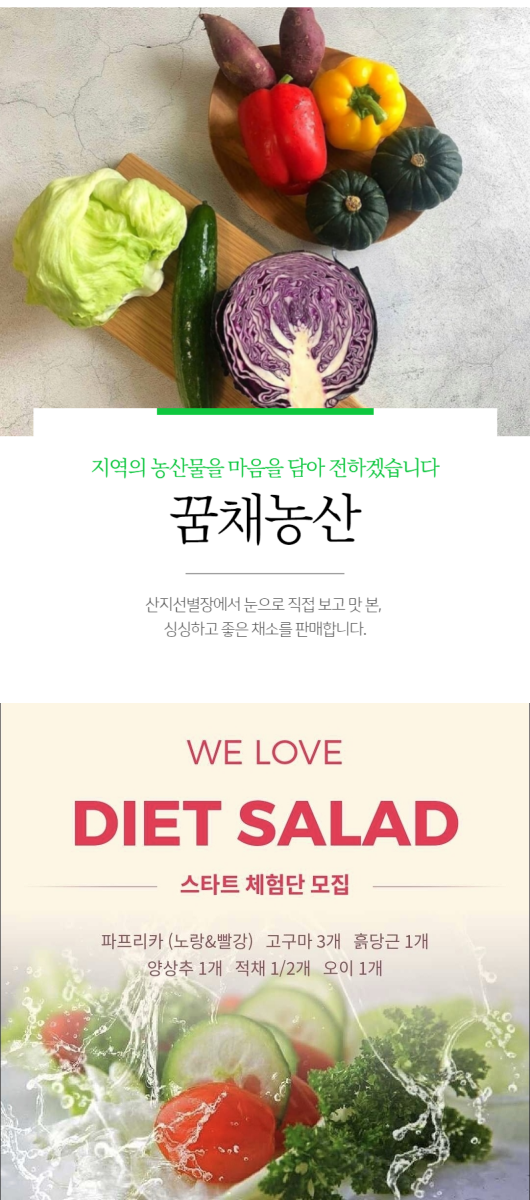 지역의 농산물을 마음을 담아 전하겠습니다
꿈채농산
산지선별장에서 눈으로 직접 보고 맛 본,
싱싱하고 좋은 채소를 판매합니다.
WE LOVE
DIET SALAD
스타트 체험단 모집
파프리카 (노랑&빨강) 고구마 3개 흙당근 1개
양상추 1개 적채 1/2개 오이 1개